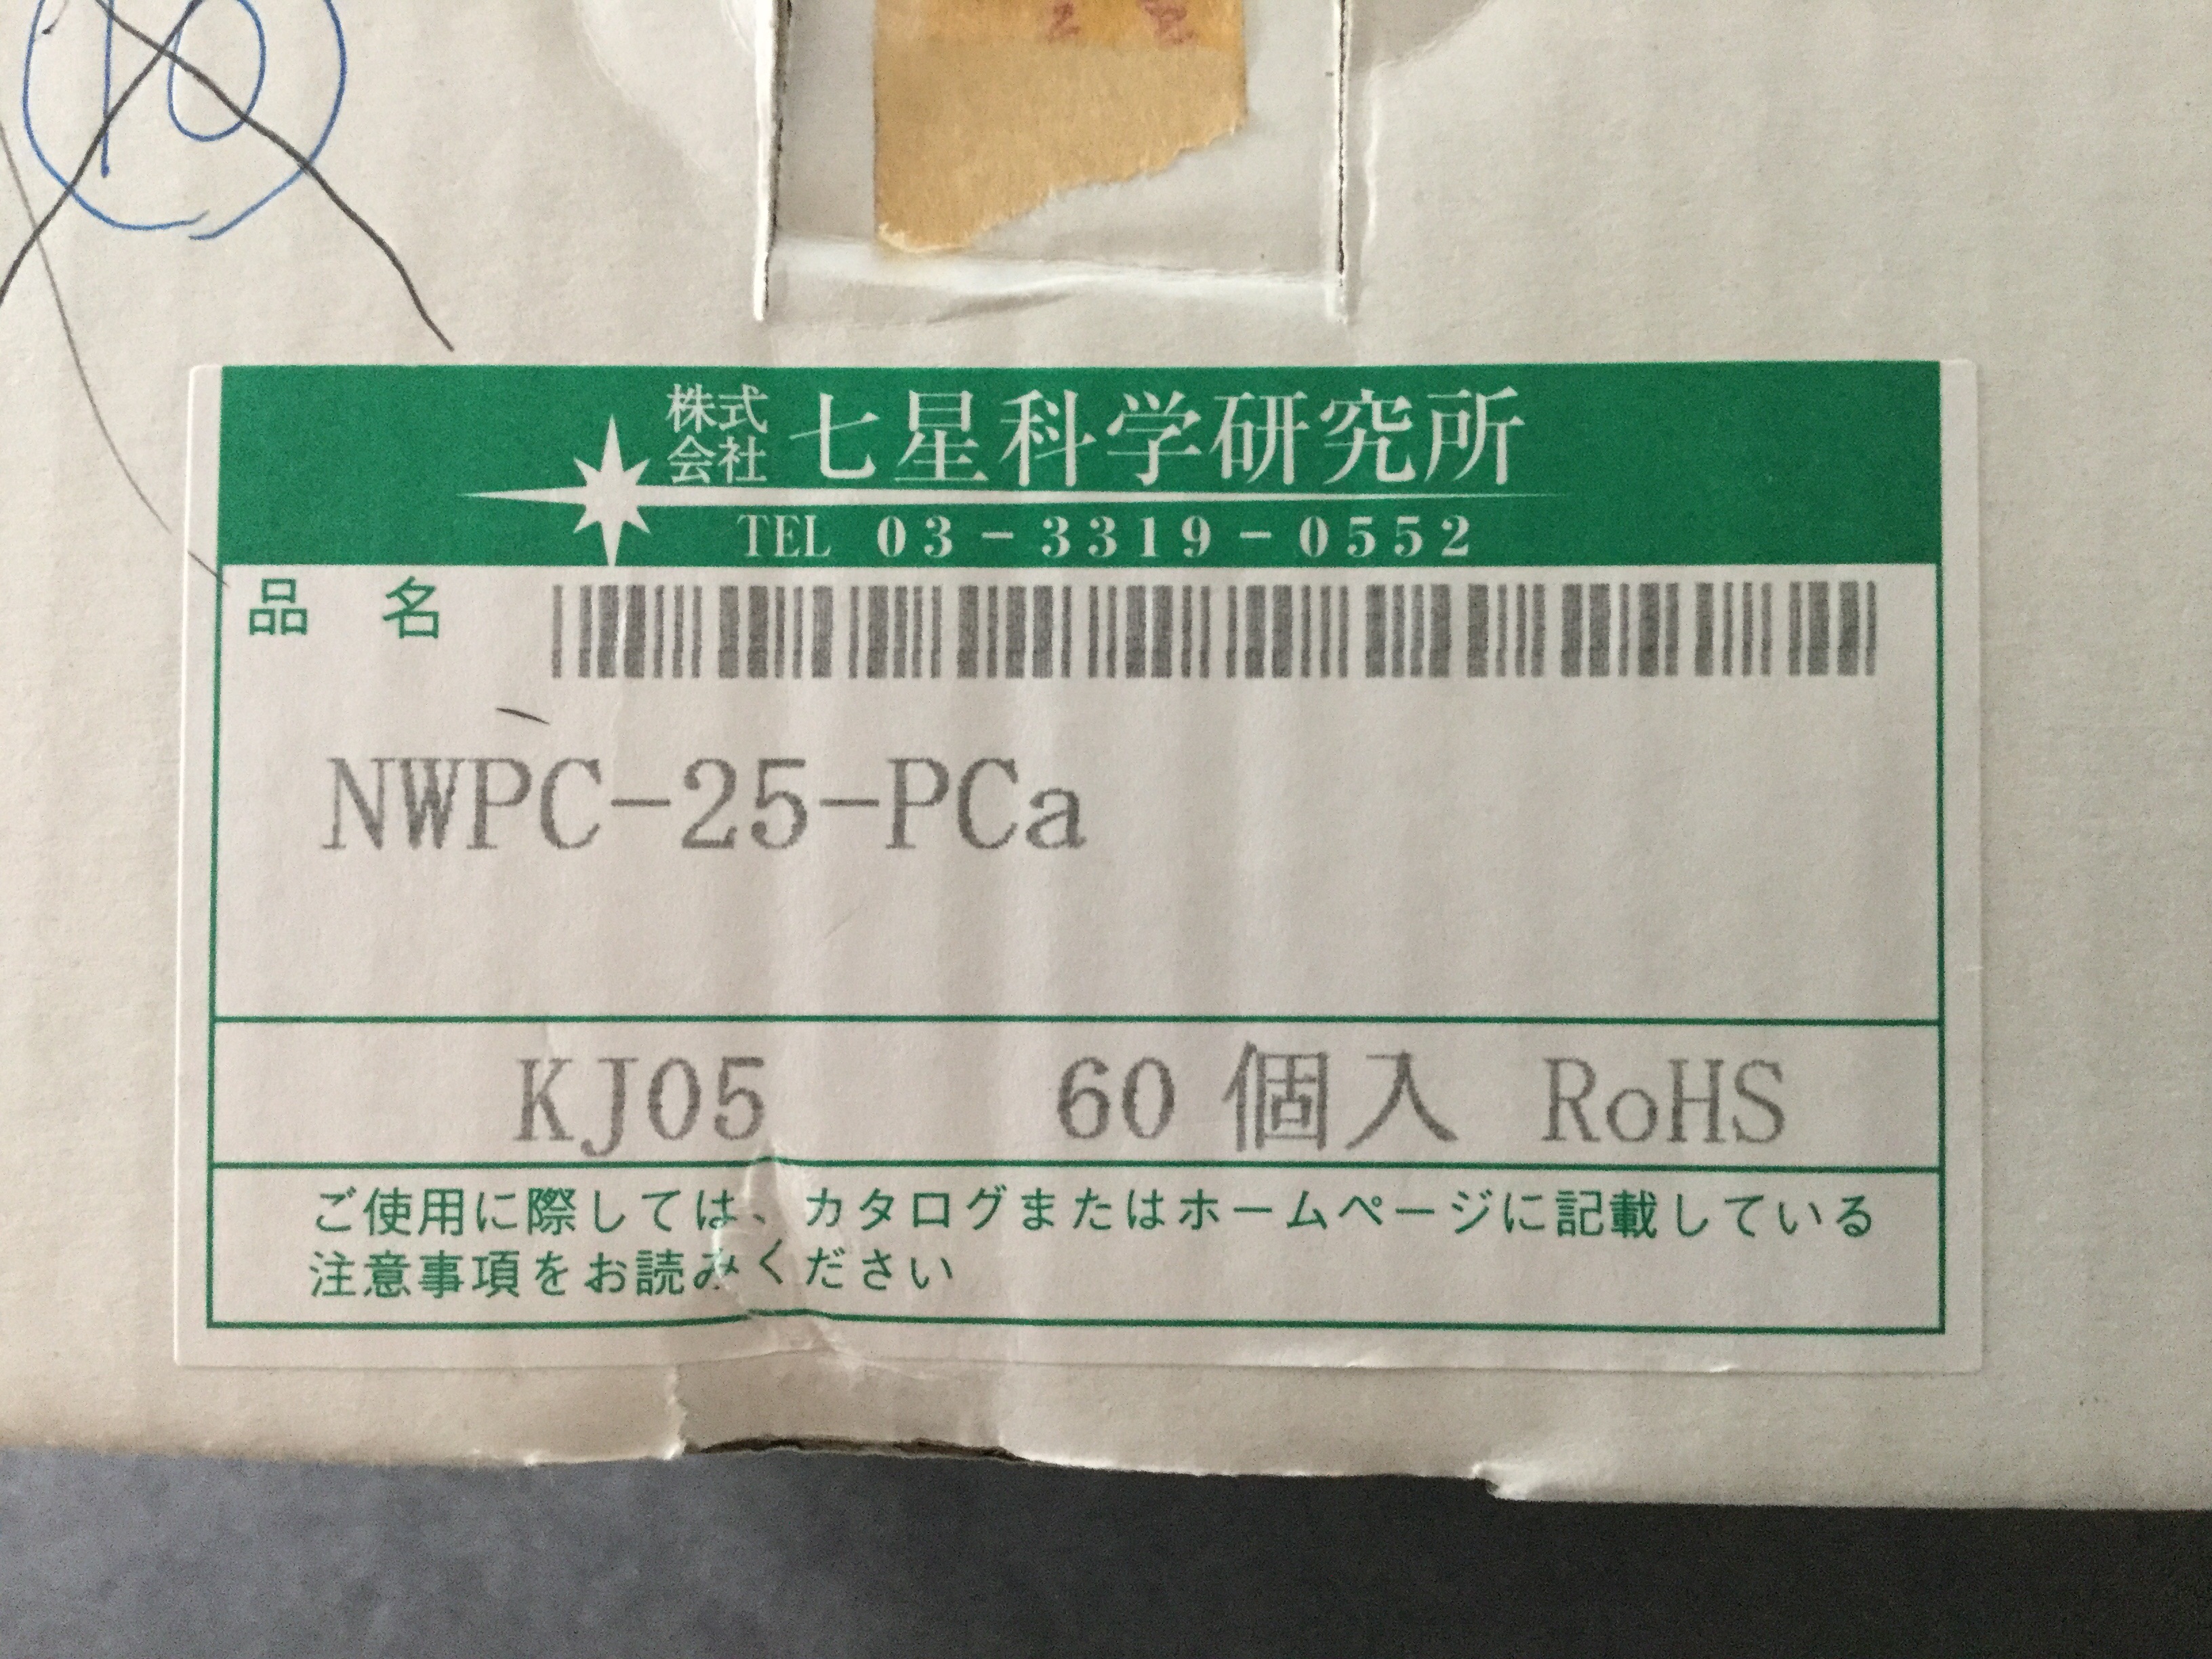 10
株式会社 七星科学研究所
TEL 03-3319-0552
品名
NWPC-25-PCa
KJ05 60 個入 RoHS
ご使用に際しては、カタログまたはホームページに記載している
注意事項をお読みください